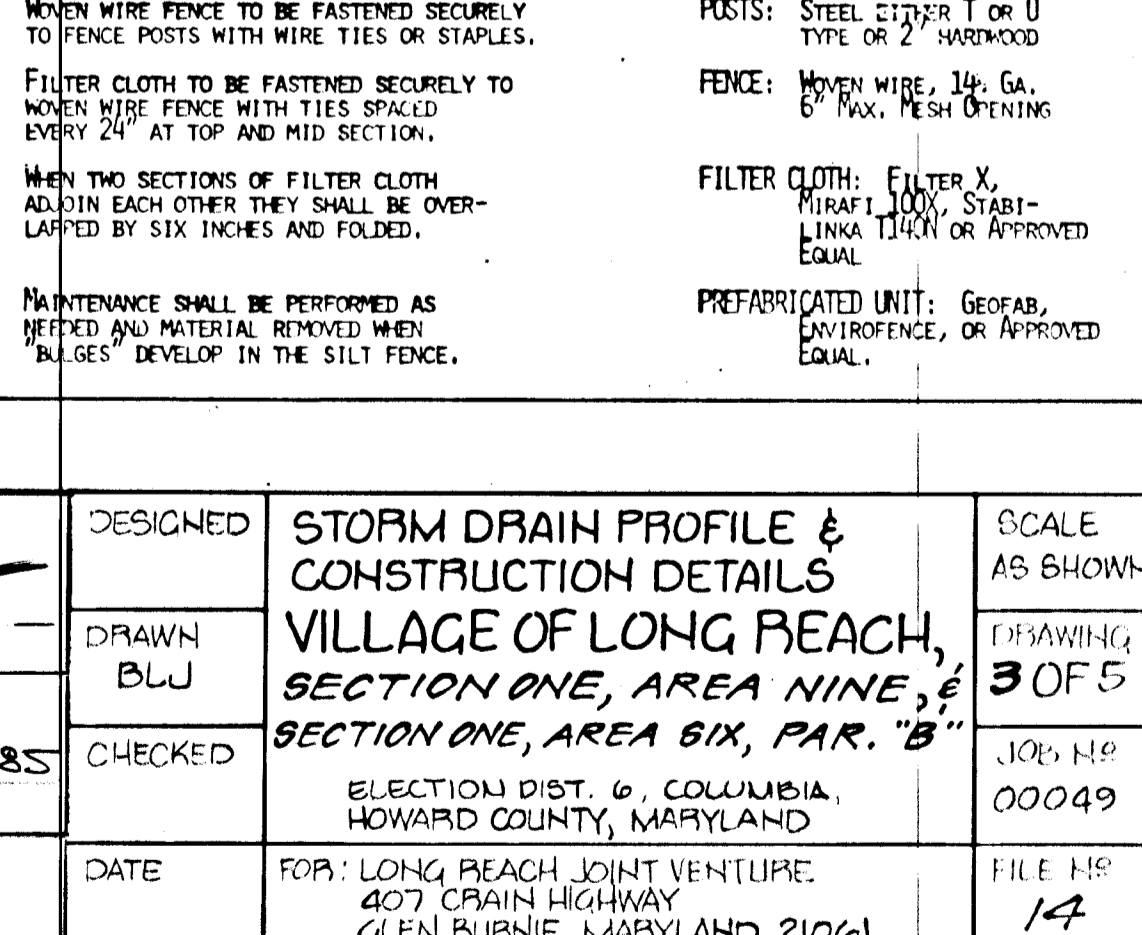 WOVEN WIRE FENCE TO BE FASTENED SECURELY
TO FENCE POSTS WITH WIRE TIES OR STAPLES.
FILTER CLOTH TO BE FASTENED SECURELY TO
WOVEN WIRE FENCE WITH TIES SPACED
EVERY 24" AT TOP AND MID SECTION.
WHEN TWO SECTIONS OF FILTER CLOTH
ADJOIN EACH OTHER THEY SHALL BE OVER-
LAPPED BY SIX INCHES AND FOLDED.
MAINTENANCE SHALL BE PERFORMED AS
NEEDED AND MATERIAL REMOVED WHEN
"BULGES" DEVELOP IN THE SILT FENCE.
POSTS: STEEL EITHER T OR U
TYPE OR 2" HARDWOOD
FENCE: WOVEN WIRE, 14. GA.
6" MAX. MESH OPENING
FILTER CLOTH: FILTER X,
MIRAFI 100X, STABI-
LINKA T140N OR APPROVED
EQUAL
PREFABRICATED UNIT: GEOFAB,
ENVIROFENCE, OR APPROVED
EQUAL.
85
DESIGNED
DRAWN
BLJ
CHECKED
DATE
STORM DRAIN PROFILE &
CONSTRUCTION DETAILS
VILLAGE OF LONG REACH,
SECTION ONE, AREA NINE, &
SECTION ONE, AREA SIX, PAR. "B"
ELECTION DIST. 6, COLUMBIA,
HOWARD COUNTY, MARYLAND
FOR: LONG REACH JOINT VENTURE
407 CRAIN HIGHWAY
GLEN BURNIE, MARYLAND 21061
SCALE
AS SHOWN
DRAWING
3 OF 5
JOB Nº
00049
FILE Nº
14